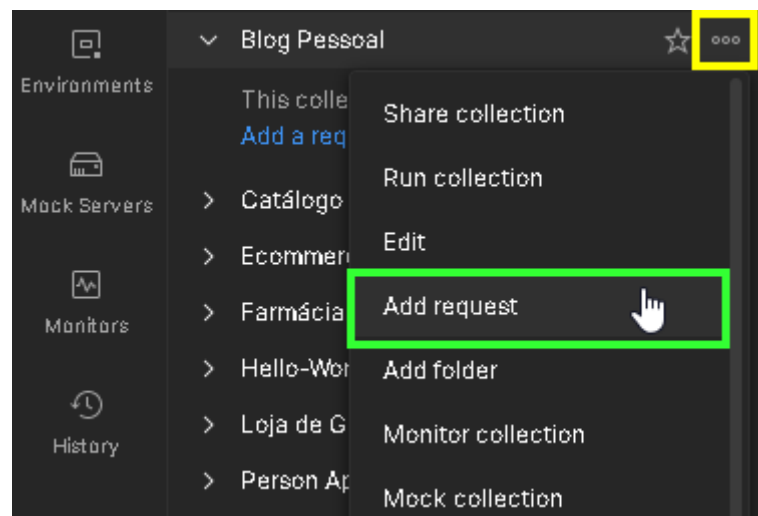 Environments
Mock Servers
Monitors
History
Blog Pessoal
This colle
Add a req
Catálogo
Ecommer
Farmácia
Hello-Wor
Loja de G
Person Ap
Share collection
Run collection
Edit
Add request
Add folder
Monitor collection
Mock collection